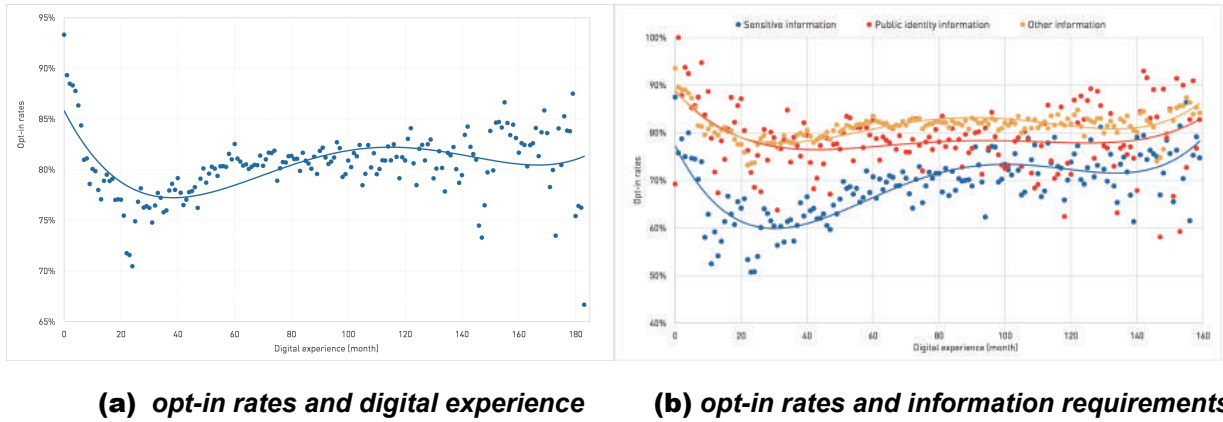 95%
90%
85%
80%
75%
70%
65%
Opt-in rates
0 20 40 60 80 100 120 140 160 180
Digital experience (month)
Sensitive information Public identity information Other information
100%
90%
80%
70%
60%
50%
40%
Opt-in rates
0 20 40 60 80 100 120 140 160
Digital experience (month)
(a) opt-in rates and digital experience
(b) opt-in rates and information requirements